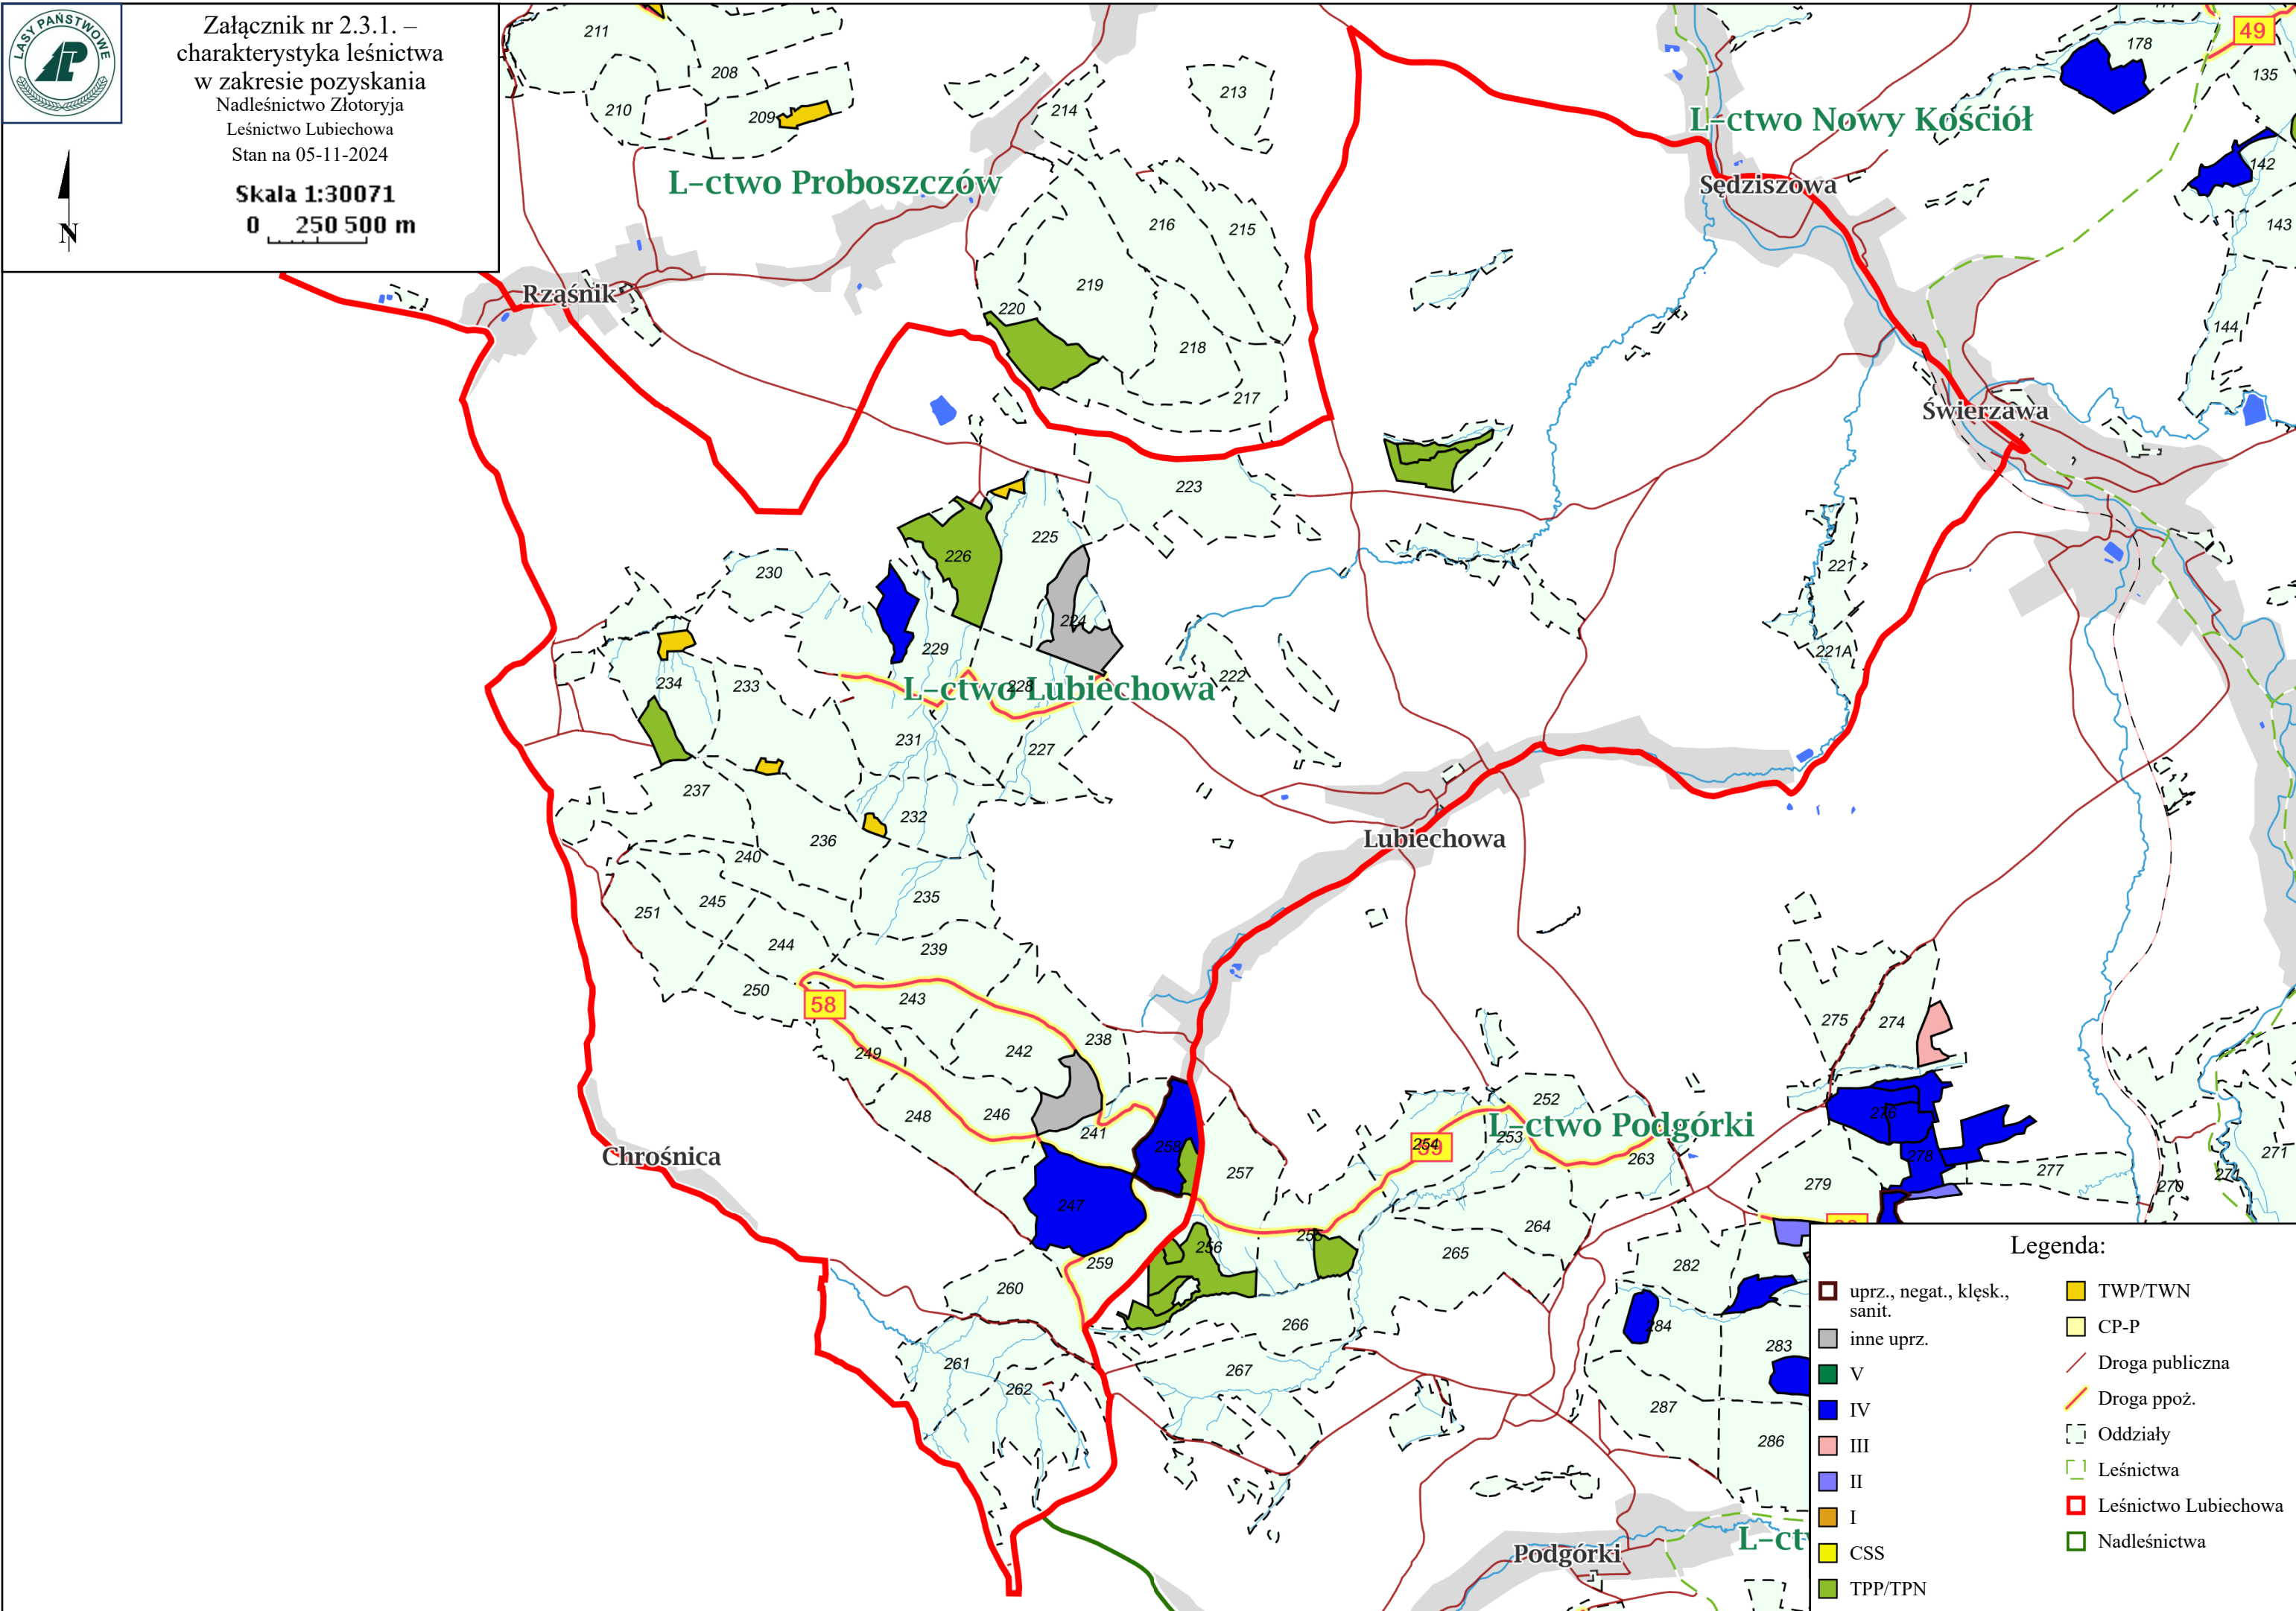 LASY PAŃSTWOWE
Załącznik nr 2.3.1. –
charakterystyka leśnictwa
w zakresie pozyskania
Nadleśnictwo Złotoryja
Leśnictwo Lubiechowa
Stan na 05-11-2024
Skala 1:30071
0 250 500 m
N
211
208
210
209
214
213
178
49
135
L-ctwo Nowy Kościół
L-ctwo Proboszczów
Sędziszowa
142
143
216
215
219
220
Rząśnik
218
217
144
Świerzawa
223
225
226
230
224
221
221A
229
234
233
L-ctwo Lubiechowa
228
222
231
227
237
232
236
240
Lubiechowa
235
245
251
244
239
250
58
243
249
242
238
275
274
248
246
241
258
252
L-ctwo Podgórki
254
253
263
276
278
257
Chrośnica
247
279
277
270
271
271
256
255
264
265
259
260
282
266
284
283
261
262
267
287
286
Podgórki
L-ct
Legenda:
uprz., negat., klęsk.,
sanit.
inne uprz.
V
IV
III
II
I
CSS
TPP/TPN
TWP/TWN
CP-P
Droga publiczna
Droga ppoż.
Oddziały
Leśnictwa
Leśnictwo Lubiechowa
Nadleśnictwa